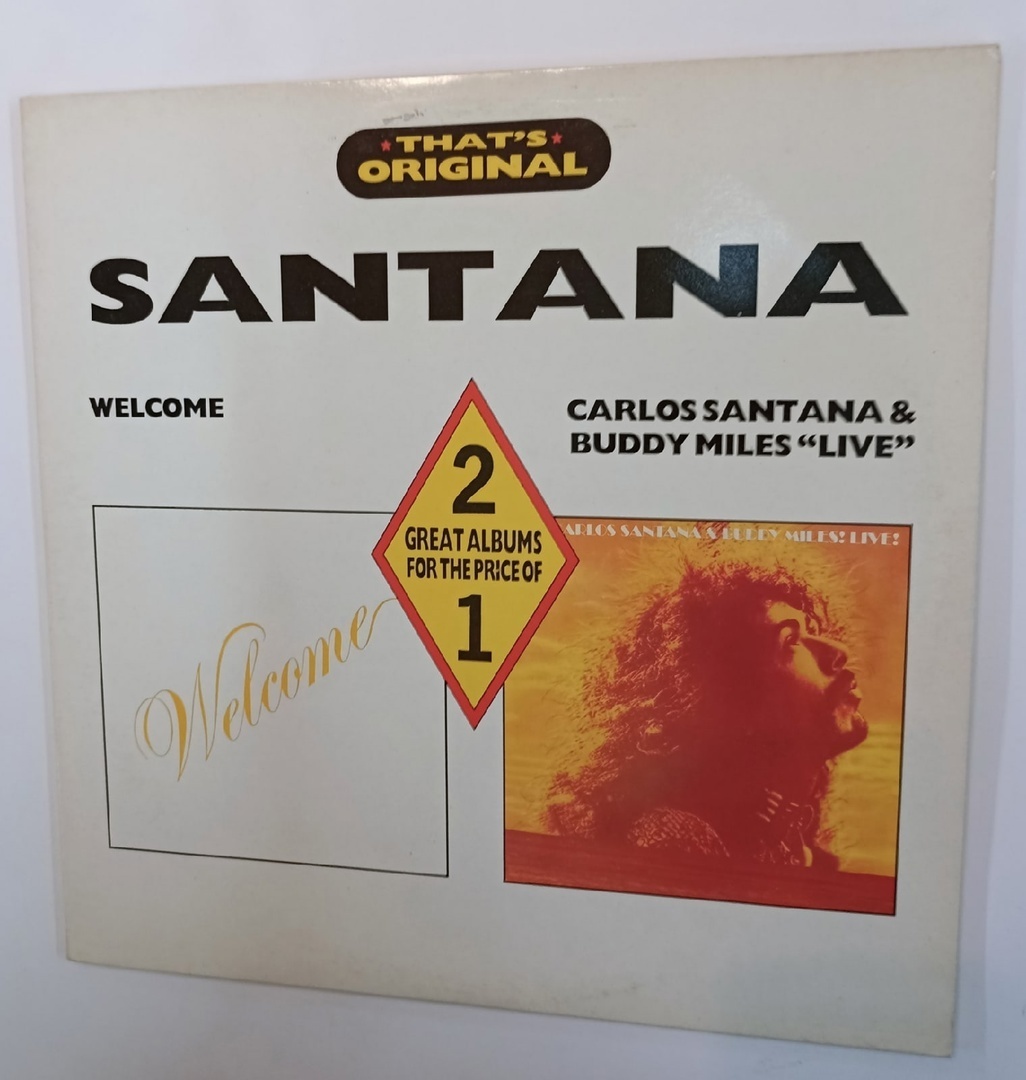 THAT'S
ORIGINAL
SANTANA
WELCOME
CARLOS SANTANA &
BUDDY MILES “LIVE”
2
GREAT ALBUMS
FOR THE PRICE OF
1
Welcome
ARLOS SANTANA & BUDDY MILES! LIVE!